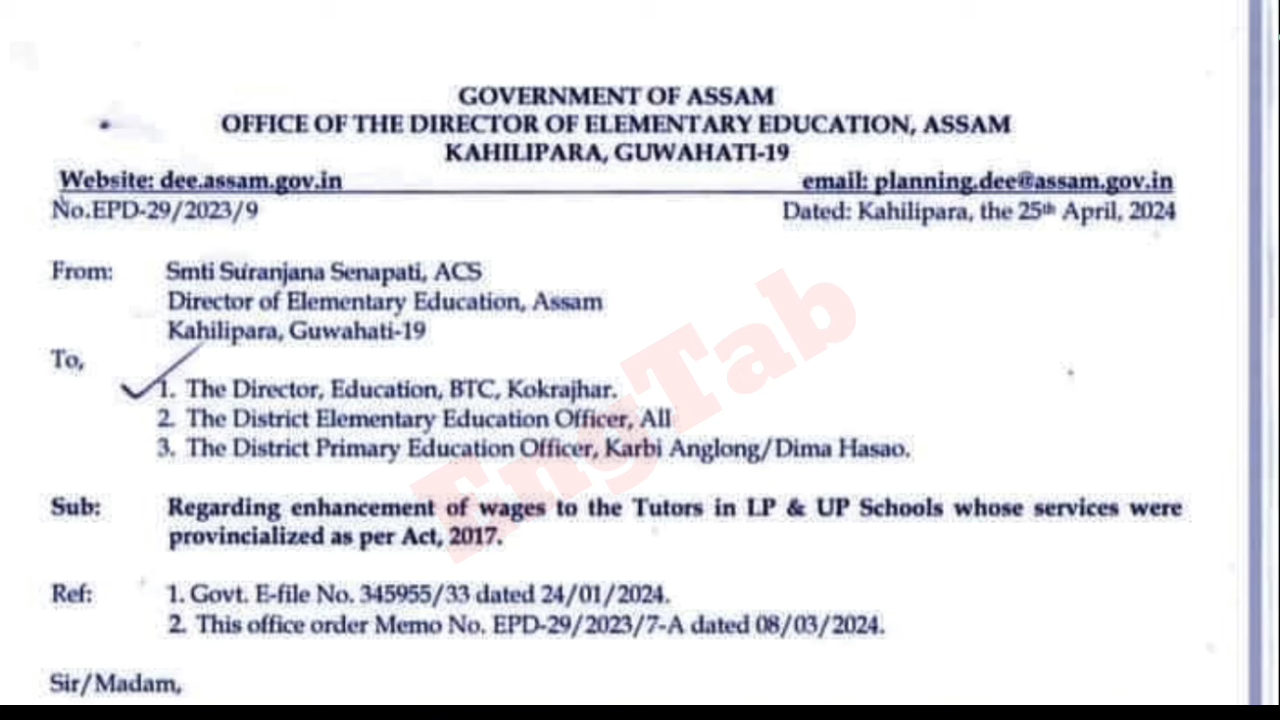 GOVERNMENT OF ASSAM
OFFICE OF THE DIRECTOR OF ELEMENTARY EDUCATION, ASSAM
KAHILIPARA, GUWAHATI-19
Website: dee.assam.gov.in email: planning.dee@assam.gov.in
No.EPD-29/2023/9 Dated: Kahilipara, the 25th April, 2024
From: Smti Suranjana Senapati, ACS
Director of Elementary Education, Assam
Kahilipara, Guwahati-19
To,
1. The Director, Education, BTC, Kokrajhar.
2. The District Elementary Education Officer, All
3. The District Primary Education Officer, Karbi Anglong/Dima Hasao.
EngTab
Sub: Regarding enhancement of wages to the Tutors in LP & UP Schools whose services were
provincialized as per Act, 2017.
Ref: 1. Govt. E-file No. 345955/33 dated 24/01/2024.
2. This office order Memo No. EPD-29/2023/7-A dated 08/03/2024.
Sir/Madam,